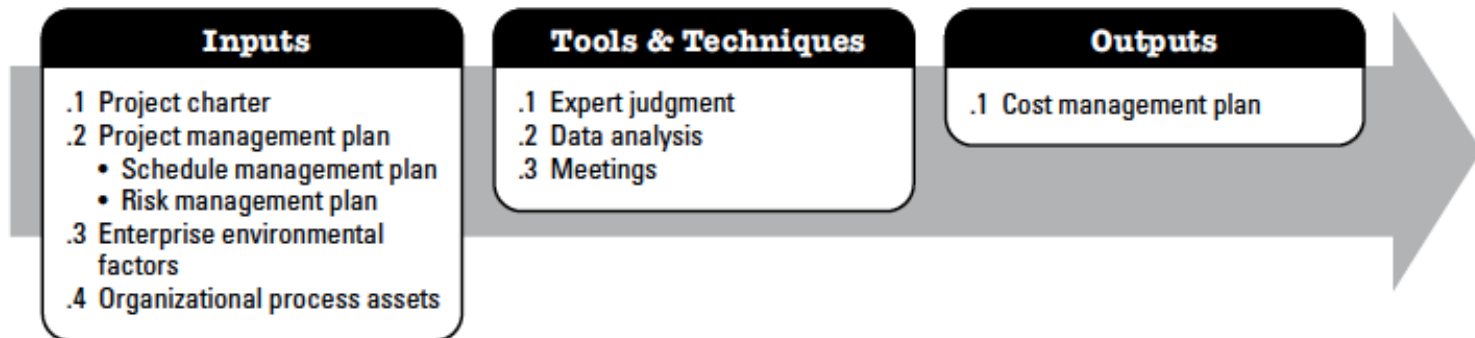 Inputs
.1 Project charter
.2 Project management plan
• Schedule management plan
• Risk management plan
.3 Enterprise environmental
factors
.4 Organizational process assets
Tools & Techniques
.1 Expert judgment
.2 Data analysis
.3 Meetings
Outputs
.1 Cost management plan